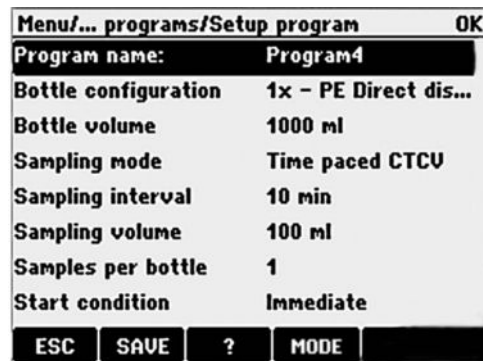 Menu/... programs/Setup program OK
Program name: Program4
Bottle configuration 1x - PE Direct dis...
Bottle volume 1000 ml
Sampling mode Time paced CTCV
Sampling interval 10 min
Sampling volume 100 ml
Samples per bottle 1
Start condition Immediate
ESC SAVE ? MODE